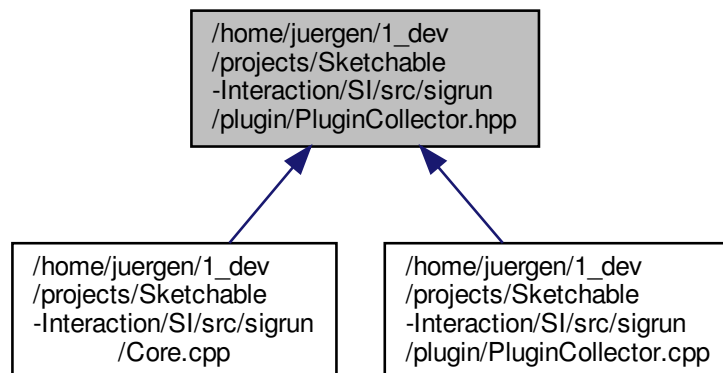 /home/juergen/1_dev
/projects/Sketchable
-Interaction/SI/src/sigrun
/plugin/PluginCollector.hpp
/home/juergen/1_dev
/projects/Sketchable
-Interaction/SI/src/sigrun
/Core.cpp
/home/juergen/1_dev
/projects/Sketchable
-Interaction/SI/src/sigrun
/plugin/PluginCollector.cpp